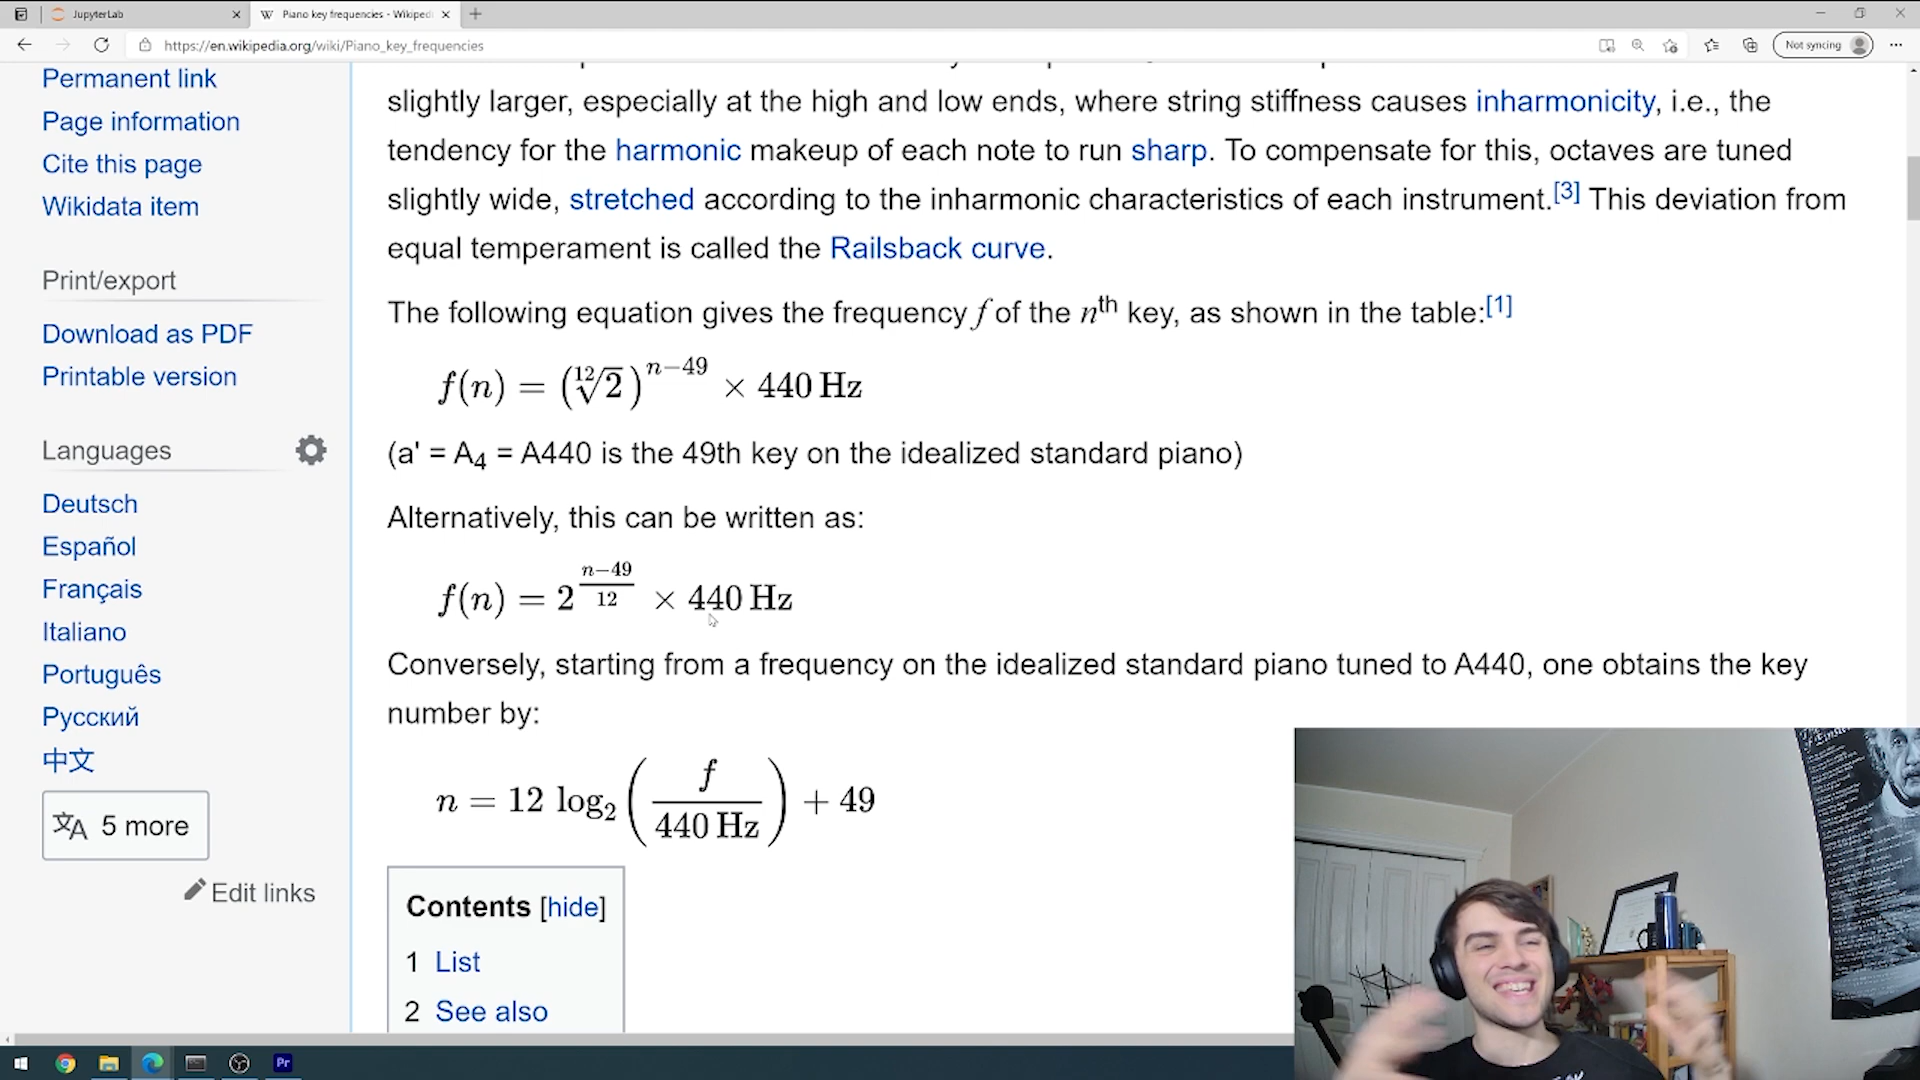 JupyterLab
Piano key frequencies - Wikipedi
https://en.wikipedia.org/wiki/Piano_key_frequencies
Not syncing
Permanent link
Page information
Cite this page
Wikidata item
Print/export
Download as PDF
Printable version
Languages
Deutsch
Español
Français
Italiano
Português
Русский
中文
5 more
Edit links
slightly larger, especially at the high and low ends, where string stiffness causes inharmonicity, i.e., the
tendency for the harmonic makeup of each note to run sharp. To compensate for this, octaves are tuned
slightly wide, stretched according to the inharmonic characteristics of each instrument.[3] This deviation from
equal temperament is called the Railsback curve.
The following equation gives the frequency f of the nth key, as shown in the table:[1]
f(n) = (¹²√2)ⁿ⁻⁴⁹ × 440 Hz
(a' = A₄ = A440 is the 49th key on the idealized standard piano)
Alternatively, this can be written as:
f(n) = 2^((n−49)/12) × 440 Hz
Conversely, starting from a frequency on the idealized standard piano tuned to A440, one obtains the key
number by:
n = 12 log₂ (f / 440 Hz) + 49
Contents [hide]
1 List
2 See also
Pr